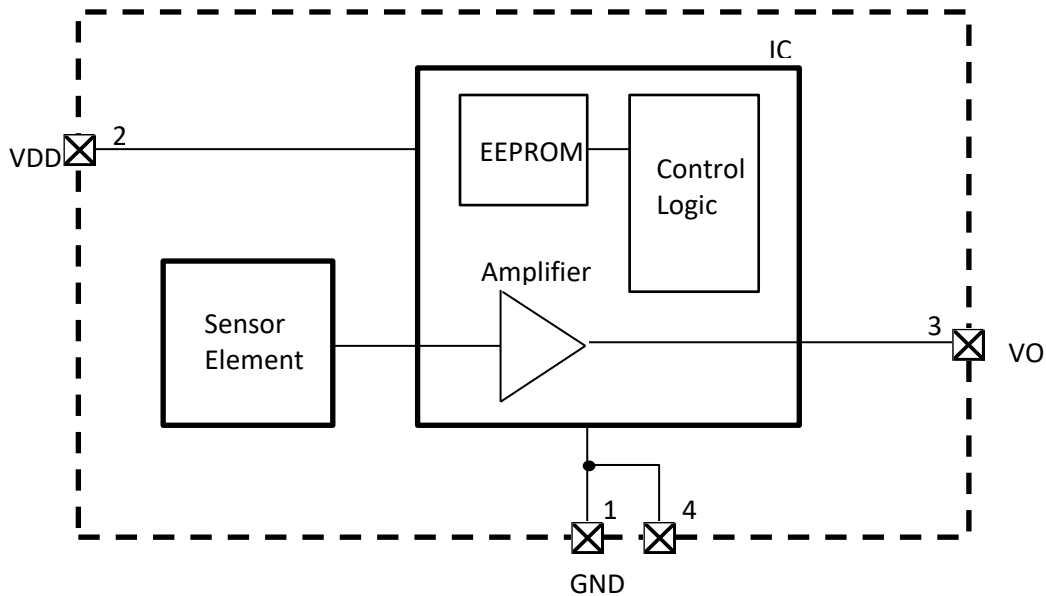 IC
2
VDD
EEPROM
Control
Logic
Amplifier
Sensor
Element
3
VO
1
4
GND